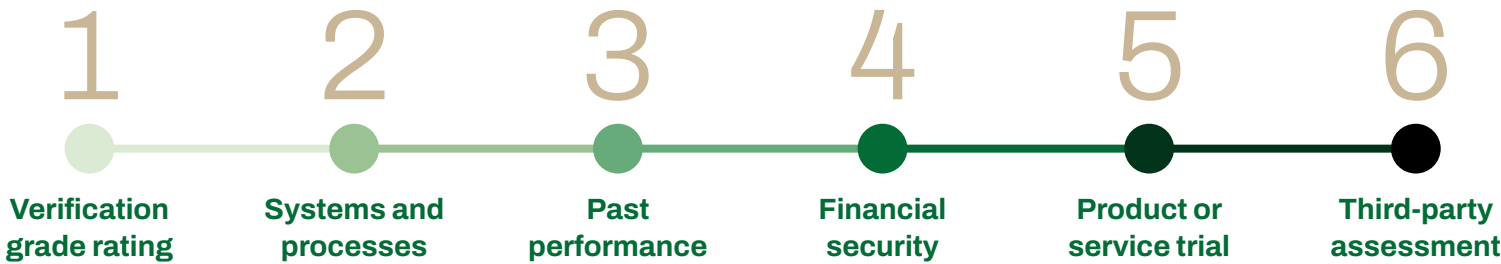 1 2 3 4 5 6
Verification
grade rating
Systems and
processes
Past
performance
Financial
security
Product or
service trial
Third-party
assessment